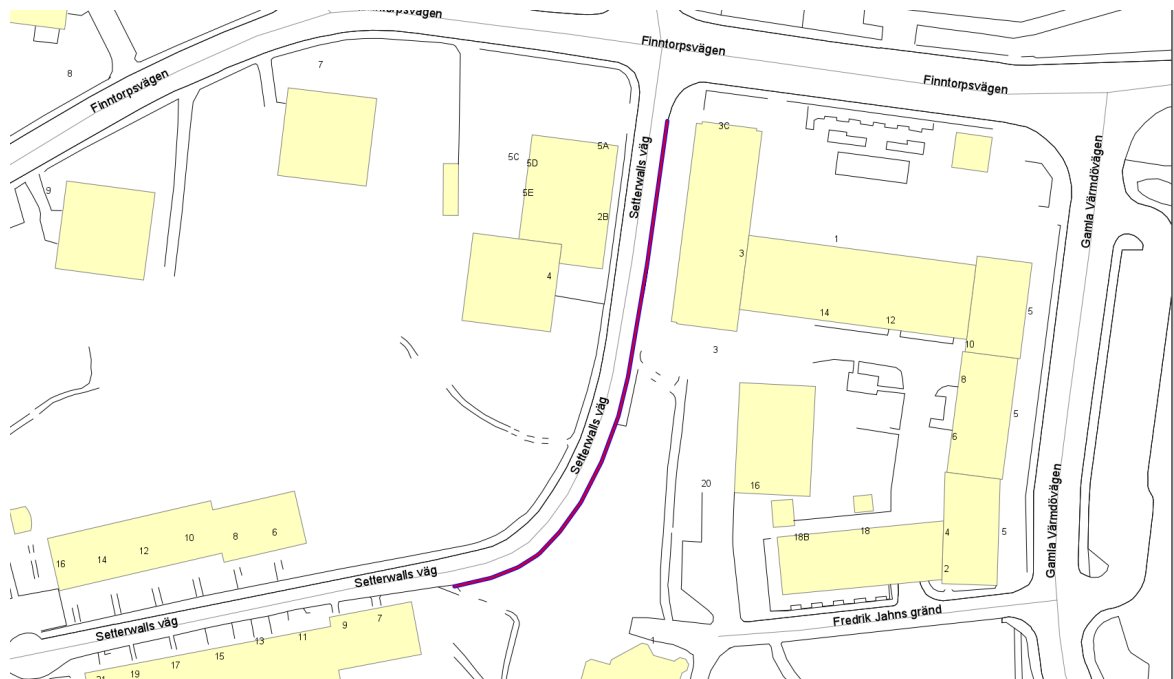 Finntorpsvägen
Finntorpsvägen
Finntorpsvägen
Finntorpsvägen
8
7
3C
5A
5C
5D
5E
2B
9
4
Setterwalls väg
Gamla Värmdövägen
1
3
14
12
10
5
3
8
5
6
Setterwalls väg
16
20
18B
18
4
5
2
Gamla Värmdövägen
16
14
12
10
8
6
Setterwalls väg
Setterwalls väg
Fredrik Jahns gränd
7
9
11
13
15
17
19
21
1